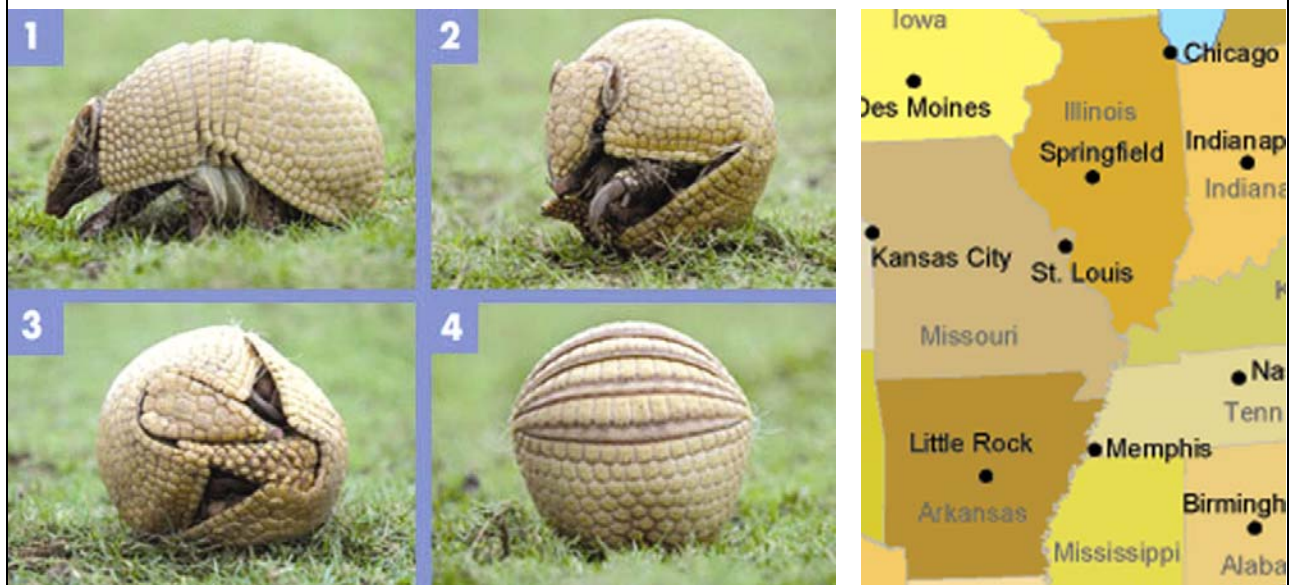 1
2
3
4
Iowa
Chicago
Des Moines
Illinois
Springfield
Indianap
Indiana
Kansas City
St. Louis
K
Missouri
Na
Tenn
Little Rock
Memphis
Arkansas
Birmingh
Mississippi
Alaba